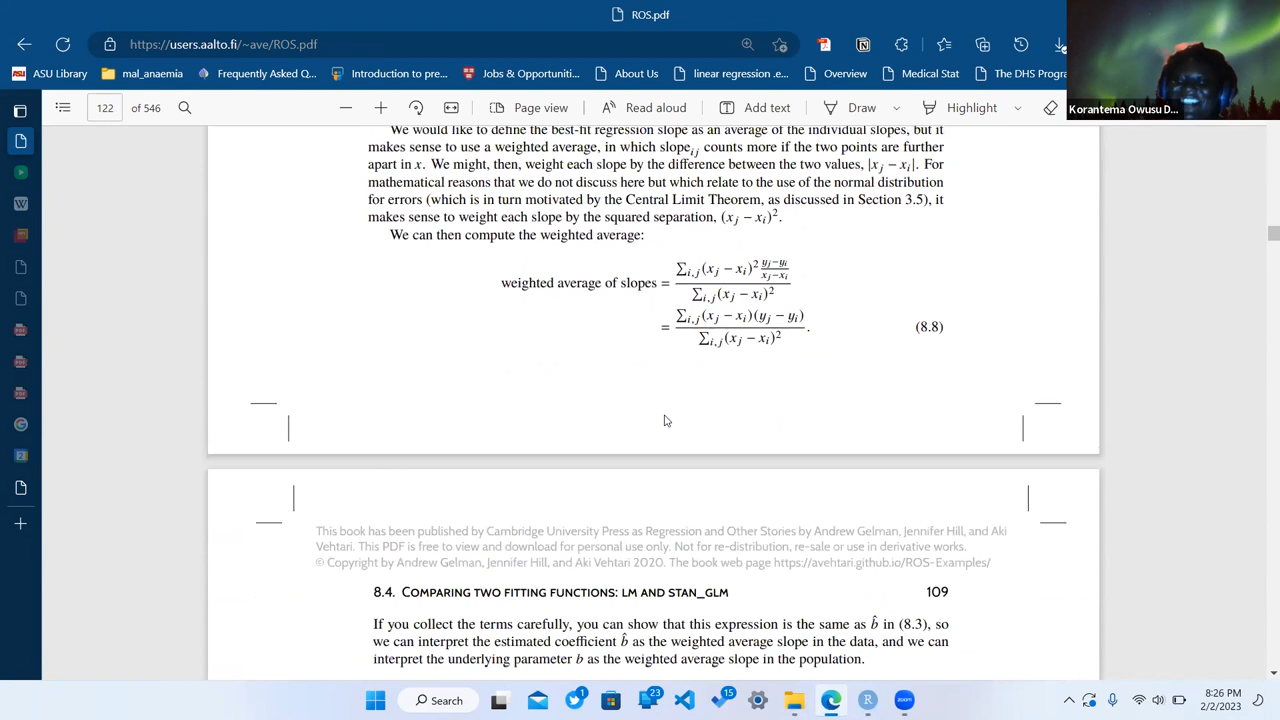 ROS.pdf
https://users.aalto.fi/~ave/ROS.pdf
ASU Library
mal_anaemia
Frequently Asked Q...
Introduction to pre...
Jobs & Opportuniti...
About Us
linear regression .e...
Overview
Medical Stat
The DHS Progra
Korantema Owusu D...
122 of 546
Page view
Read aloud
Add text
Draw
Highlight
We would like to define the best-fit regression slope as an average of the individual slopes, but it
makes sense to use a weighted average, in which slope_{ij} counts more if the two points are further
apart in x. We might, then, weight each slope by the difference between the two values, |x_j − x_i|. For
mathematical reasons that we do not discuss here but which relate to the use of the normal distribution
for errors (which is in turn motivated by the Central Limit Theorem, as discussed in Section 3.5), it
makes sense to weight each slope by the squared separation, (x_j − x_i)^2.
We can then compute the weighted average:
weighted average of slopes = \frac{∑_{i,j}(x_j − x_i)^2 \frac{y_j−y_i}{x_j−x_i}}{∑_{i,j}(x_j − x_i)^2}
= \frac{∑_{i,j}(x_j − x_i)(y_j − y_i)}{∑_{i,j}(x_j − x_i)^2}. (8.8)
This book has been published by Cambridge University Press as Regression and Other Stories by Andrew Gelman, Jennifer Hill, and Aki
Vehtari. This PDF is free to view and download for personal use only. Not for re-distribution, re-sale or use in derivative works.
© Copyright by Andrew Gelman, Jennifer Hill, and Aki Vehtari 2020. The book web page https://avehtari.github.io/ROS-Examples/
8.4. COMPARING TWO FITTING FUNCTIONS: LM AND STAN_GLM 109
If you collect the terms carefully, you can show that this expression is the same as b̂ in (8.3), so
we can interpret the estimated coefficient b̂ as the weighted average slope in the data, and we can
interpret the underlying parameter b as the weighted average slope in the population.
Search
1
23
15
zoom
8:26 PM
2/2/2023